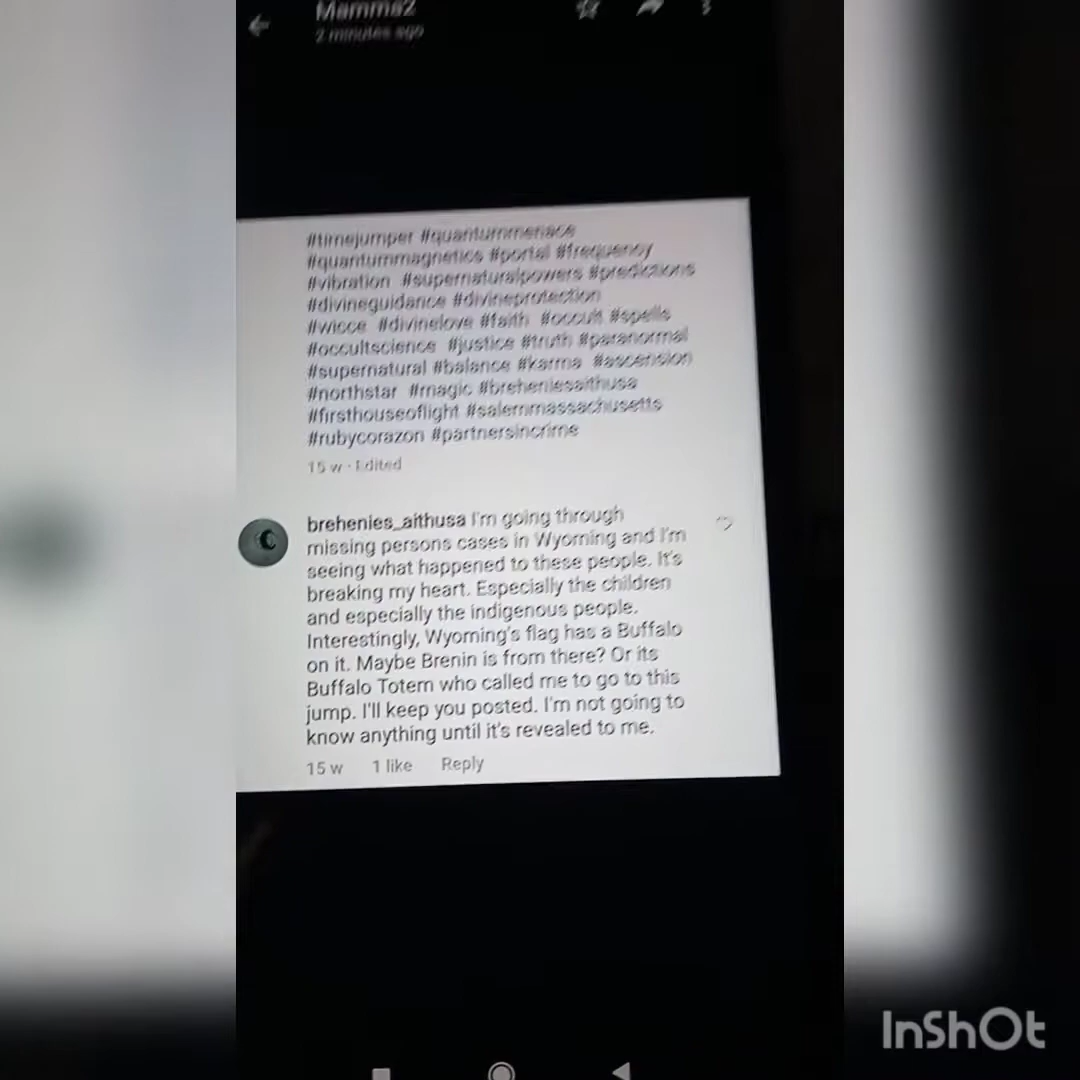 Mamma2
2 minutes ago
#timejumper #quantummenace
#quantummagnetics #portal #frequency
#vibration #supernaturalpowers #predictions
#divineguidance #divineprotection
#wicce #divinelove #faith #occult #spells
#occultscience #justice #truth #paranormal
#supernatural #balance #karma #ascension
#northstar #magic #breheniesaithusa
#firsthouseoflight #salemmassachusetts
#rubycorazon #partnersincrime
15 w · Edited
brehenies_aithusa I'm going through
missing persons cases in Wyoming and I'm
seeing what happened to these people. It's
breaking my heart. Especially the children
and especially the indigenous people.
Interestingly, Wyoming's flag has a Buffalo
on it. Maybe Brenin is from there? Or its
Buffalo Totem who called me to go to this
jump. I'll keep you posted. I'm not going to
know anything until it's revealed to me.
15 w 1 like Reply
InShOt